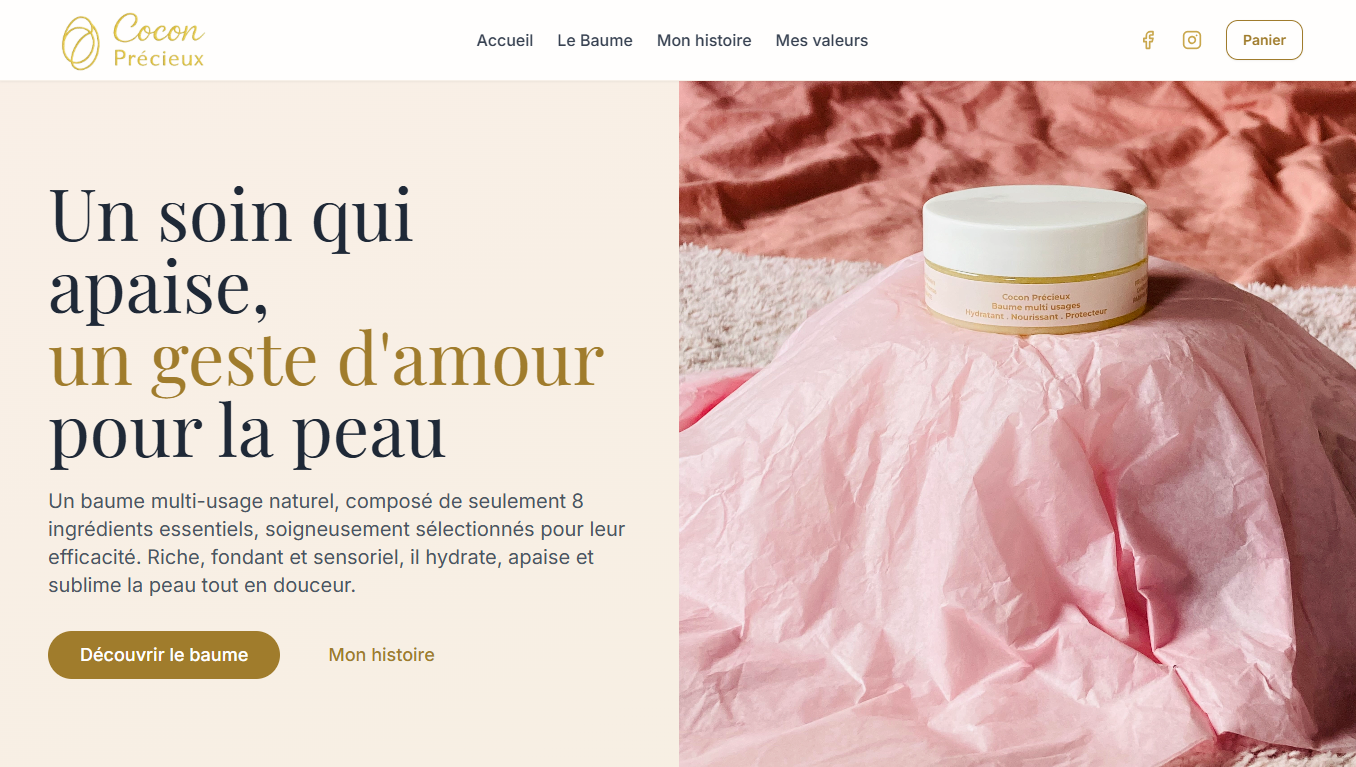 Cocon
Précieux
Accueil
Le Baume
Mon histoire
Mes valeurs
Panier
Un soin qui
apaise,
un geste d'amour
pour la peau
Un baume multi-usage naturel, composé de seulement 8
ingrédients essentiels, soigneusement sélectionnés pour leur
efficacité. Riche, fondant et sensoriel, il hydrate, apaise et
sublime la peau tout en douceur.
Découvrir le baume
Mon histoire
Cocon Précieux
Baume multi usages
Hydratant . Nourissant . Protecteur